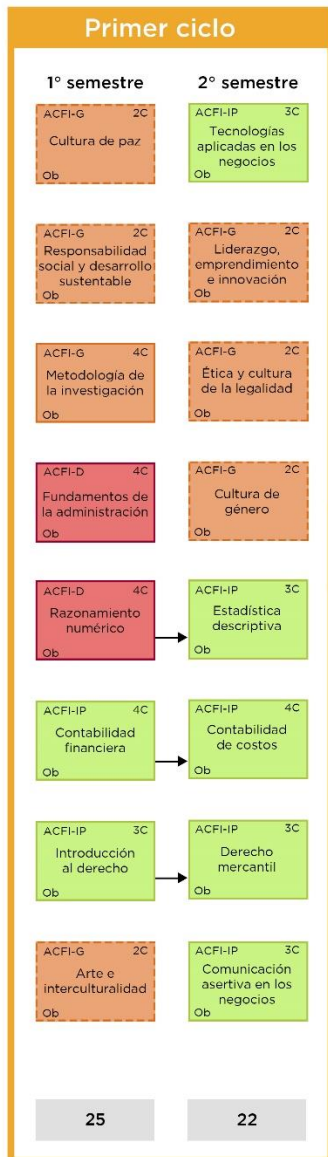 Primer ciclo
1° semestre
2° semestre
ACFI-G 2C
Cultura de paz
Ob
ACFI-IP 3C
Tecnologías
aplicadas en los
negocios
Ob
ACFI-G 2C
Responsabilidad
social y desarrollo
sustentable
Ob
ACFI-G 2C
Liderazgo,
emprendimiento
e innovación
Ob
ACFI-G 4C
Metodología de
la investigación
Ob
ACFI-G 2C
Ética y cultura
de la legalidad
Ob
ACFI-D 4C
Fundamentos de
la administración
Ob
ACFI-G 2C
Cultura de
género
Ob
ACFI-D 4C
Razonamiento
numérico
Ob
ACFI-IP 3C
Estadística
descriptiva
Ob
ACFI-IP 4C
Contabilidad
financiera
Ob
ACFI-IP 4C
Contabilidad
de costos
Ob
ACFI-IP 3C
Introducción
al derecho
Ob
ACFI-IP 3C
Derecho
mercantil
Ob
ACFI-G 2C
Arte e
interculturalidad
Ob
ACFI-IP 3C
Comunicación
asertiva en los
negocios
Ob
25
22